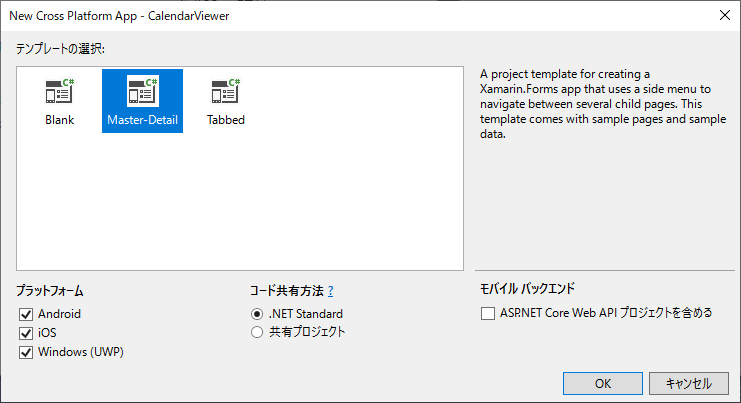 New Cross Platform App - CalendarViewer
テンプレートの選択:
C#
Blank
C#
Master-Detail
C#
Tabbed
A project template for creating a
Xamarin.Forms app that uses a side menu to
navigate between several child pages. This
template comes with sample pages and sample
data.
プラットフォーム
Android
iOS
Windows (UWP)
コード共有方法 ?
.NET Standard
共有プロジェクト
モバイル バックエンド
ASP.NET Core Web API プロジェクトを含める
OK
キャンセル